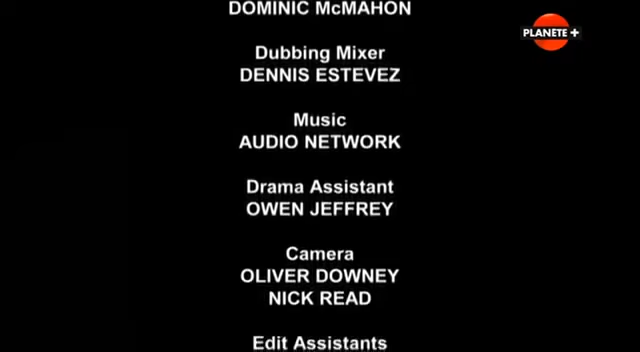 DOMINIC McMAHON
PLANETE +
Dubbing Mixer
DENNIS ESTEVEZ
Music
AUDIO NETWORK
Drama Assistant
OWEN JEFFREY
Camera
OLIVER DOWNEY
NICK READ
Edit Assistants